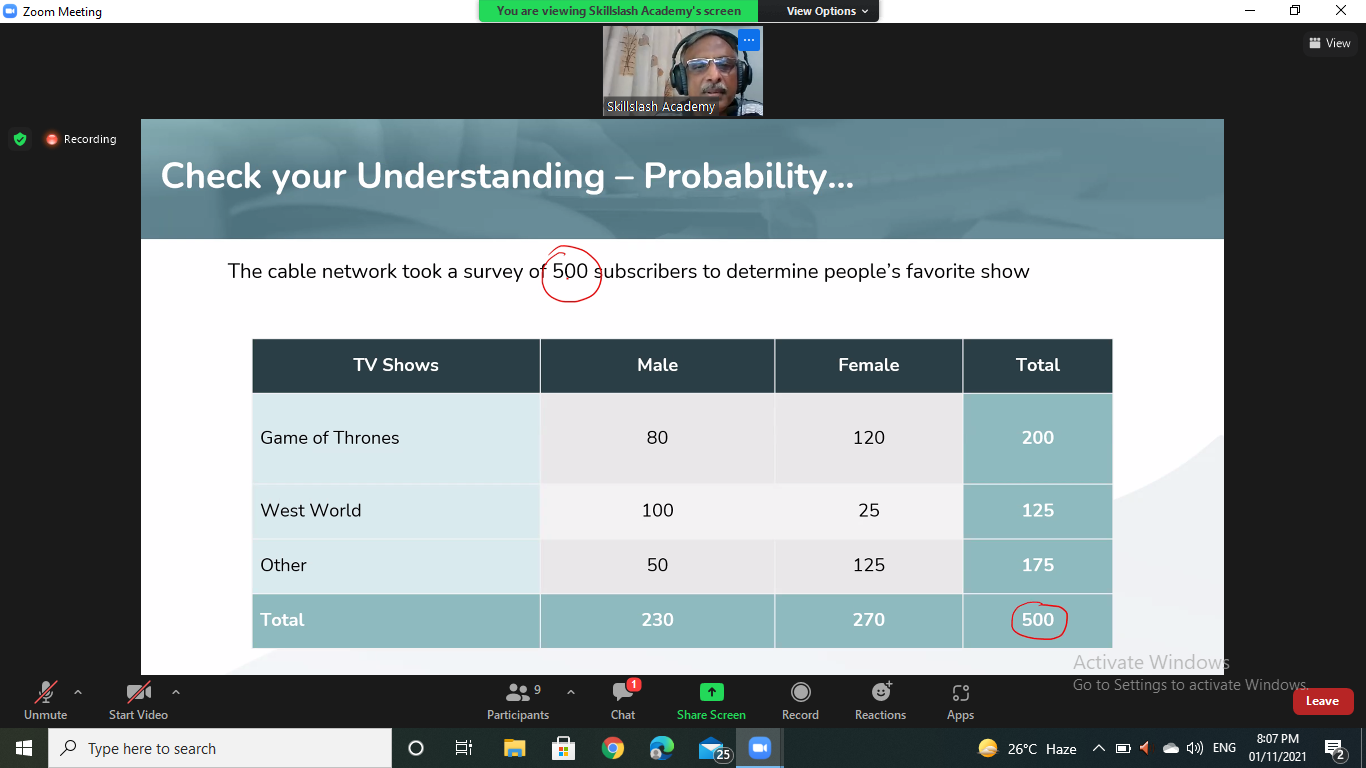 Zoom Meeting
You are viewing Skillslash Academy's screen View Options
View
Skillslash Academy
Recording
Check your Understanding – Probability...
The cable network took a survey of 500 subscribers to determine people's favorite show
TV Shows Male Female Total
Game of Thrones 80 120 200
West World 100 25 125
Other 50 125 175
Total 230 270 500
Activate Windows
Go to Settings to activate Windows.
Unmute Start Video Participants 9 Chat 1 Share Screen Record Reactions Apps Leave
Type here to search 25 26°C Haze ENG 8:07 PM 2
01/11/2021